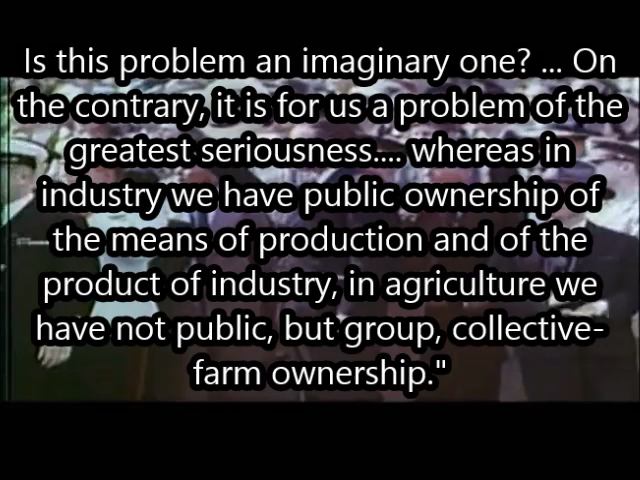 Is this problem an imaginary one? ... On
the contrary, it is for us a problem of the
greatest seriousness.... whereas in
industry we have public ownership of
the means of production and of the
product of industry, in agriculture we
have not public, but group, collective-
farm ownership."